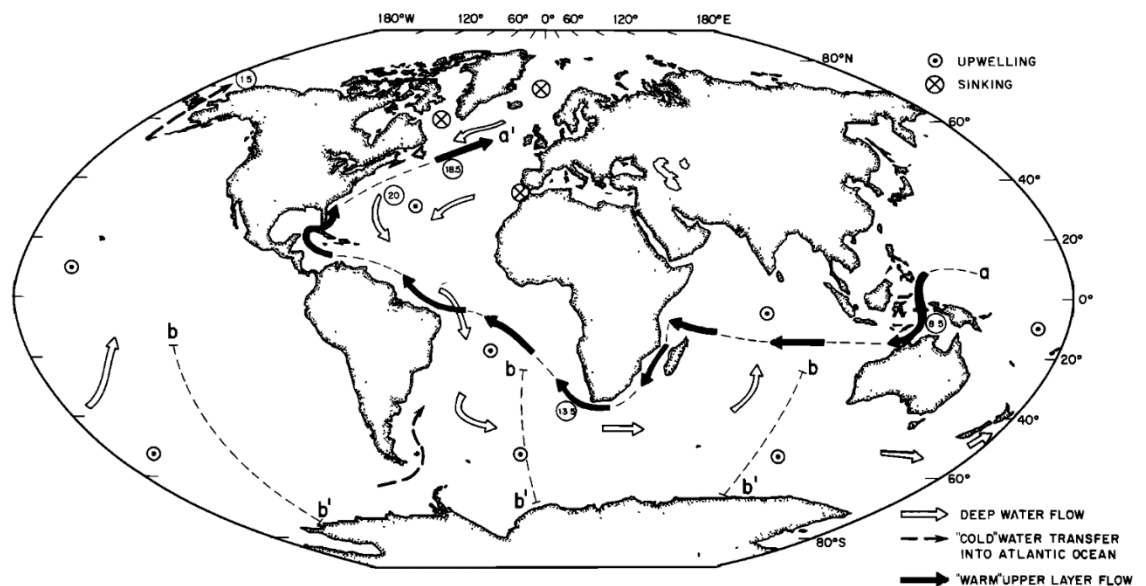 180°W 120° 60° 0° 60° 120° 180°E
80°N
UPWELLING
SINKING
15
60°
a'
18.5
40°
20
20°
a
0°
8.5
b
b
b
20°
13.5
40°
b'
b'
b'
60°
80°S
DEEP WATER FLOW
"COLD" WATER TRANSFER
INTO ATLANTIC OCEAN
"WARM" UPPER LAYER FLOW